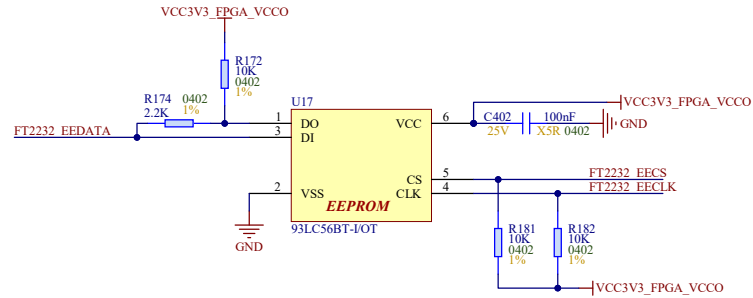 VCC3V3_FPGA_VCCO
R172
10K
0402
1%
R174
2.2K
0402
1%
FT2232_EEDATA
U17
1
DO
3
DI
VCC
6
2
VSS
CS
5
CLK
4
EEPROM
93LC56BT-I/OT
GND
VCC3V3_FPGA_VCCO
C402
100nF
25V
X5R
0402
GND
FT2232_EECS
FT2232_EECLK
R181
10K
0402
1%
R182
10K
0402
1%
VCC3V3_FPGA_VCCO